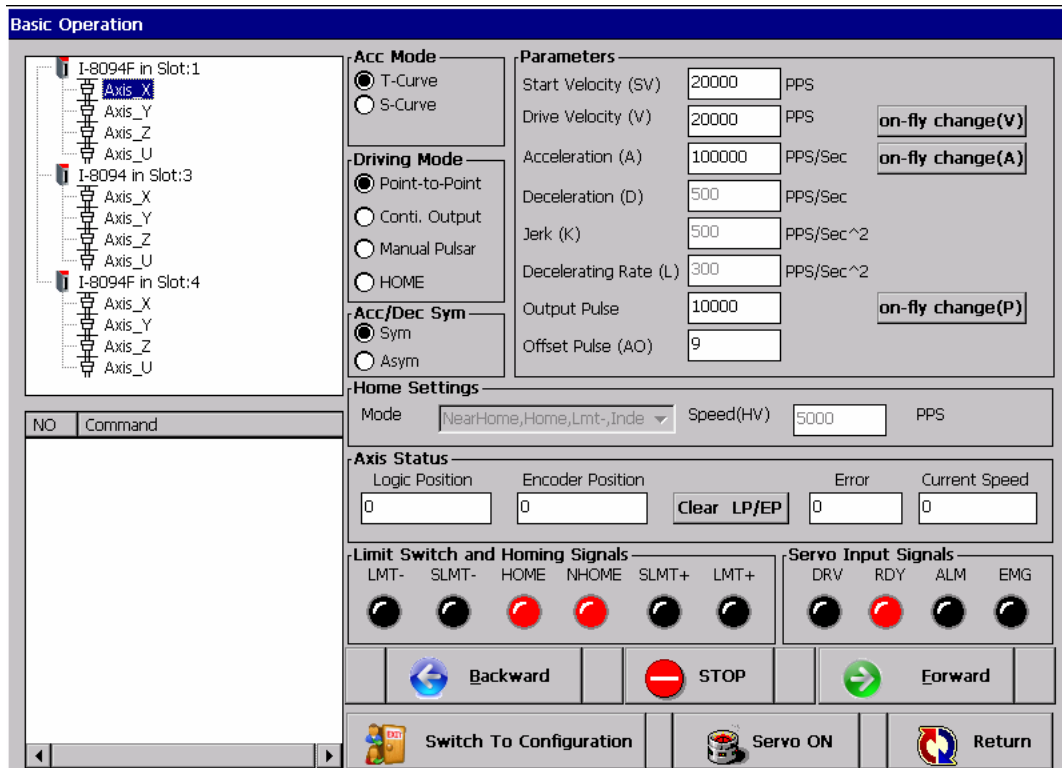 Basic Operation
I-8094F in Slot:1
Axis_X
Axis_Y
Axis_Z
Axis_U
I-8094 in Slot:3
Axis_X
Axis_Y
Axis_Z
Axis_U
I-8094F in Slot:4
Axis_X
Axis_Y
Axis_Z
Axis_U
NO Command
Acc Mode
T-Curve
S-Curve
Driving Mode
Point-to-Point
Conti. Output
Manual Pulsar
HOME
Acc/Dec Sym
Sym
Asym
Parameters
Start Velocity (SV) 20000 PPS
Drive Velocity (V) 20000 PPS on-fly change(V)
Acceleration (A) 100000 PPS/Sec on-fly change(A)
Deceleration (D) 500 PPS/Sec
Jerk (K) 500 PPS/Sec^2
Decelerating Rate (L) 300 PPS/Sec^2
Output Pulse 10000 on-fly change(P)
Offset Pulse (AO) 9
Home Settings
Mode NearHome,Home,Lmt-,Inde Speed(HV) 5000 PPS
Axis Status
Logic Position Encoder Position Error Current Speed
0 0 Clear LP/EP 0 0
Limit Switch and Homing Signals
LMT- SLMT- HOME NHOME SLMT+ LMT+
Servo Input Signals
DRV RDY ALM EMG
Backward STOP Forward
EXIT Switch To Configuration Servo ON Return